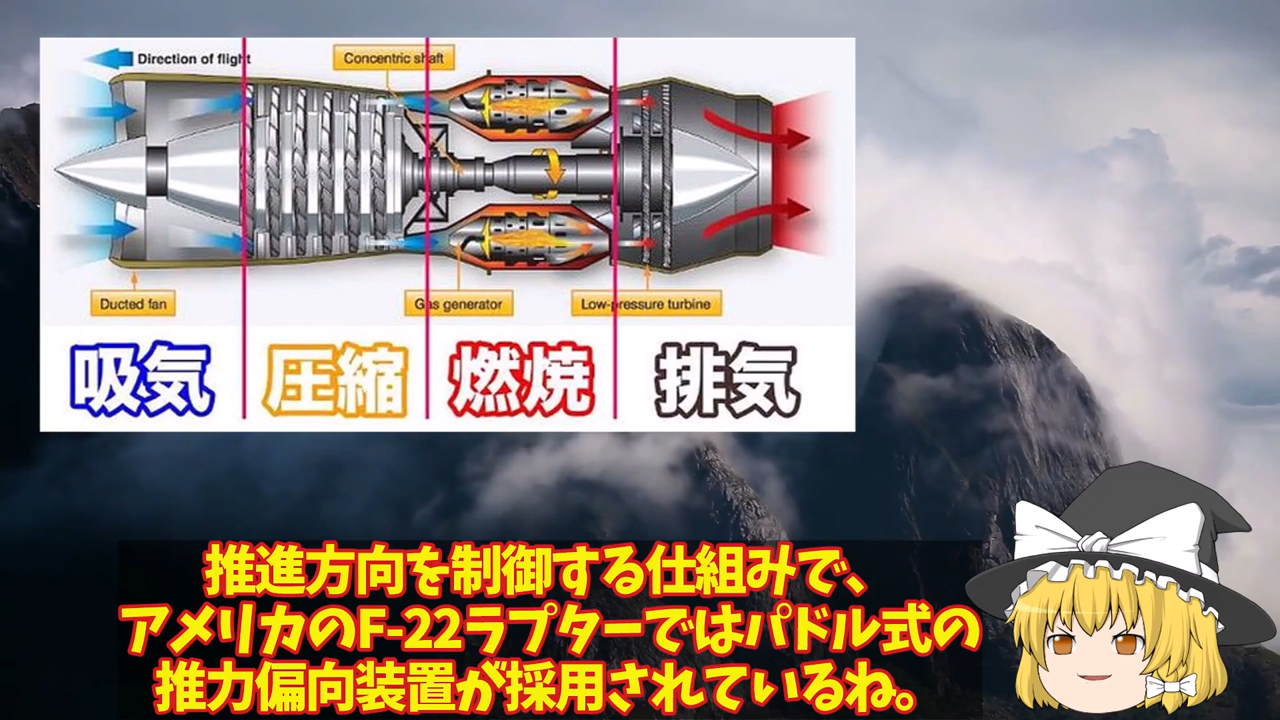 Direction of flight
Concentric shaft
Ducted fan
Gas generator
Low-pressure turbine
吸気
圧縮
燃焼
排気
推進方向を制御する仕組みで、
アメリカのF-22ラプターではパドル式の
推力偏向装置が採用されているね。